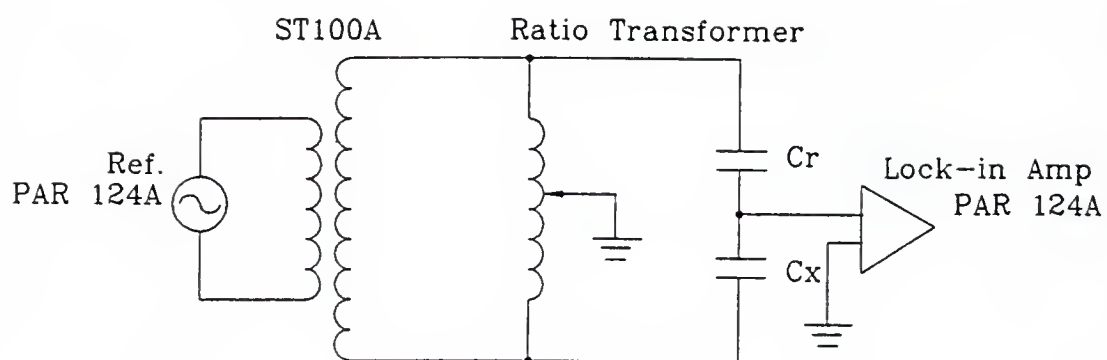 ST100A
Ratio Transformer
Ref.
PAR 124A
Cr
Lock-in Amp
PAR 124A
Cx